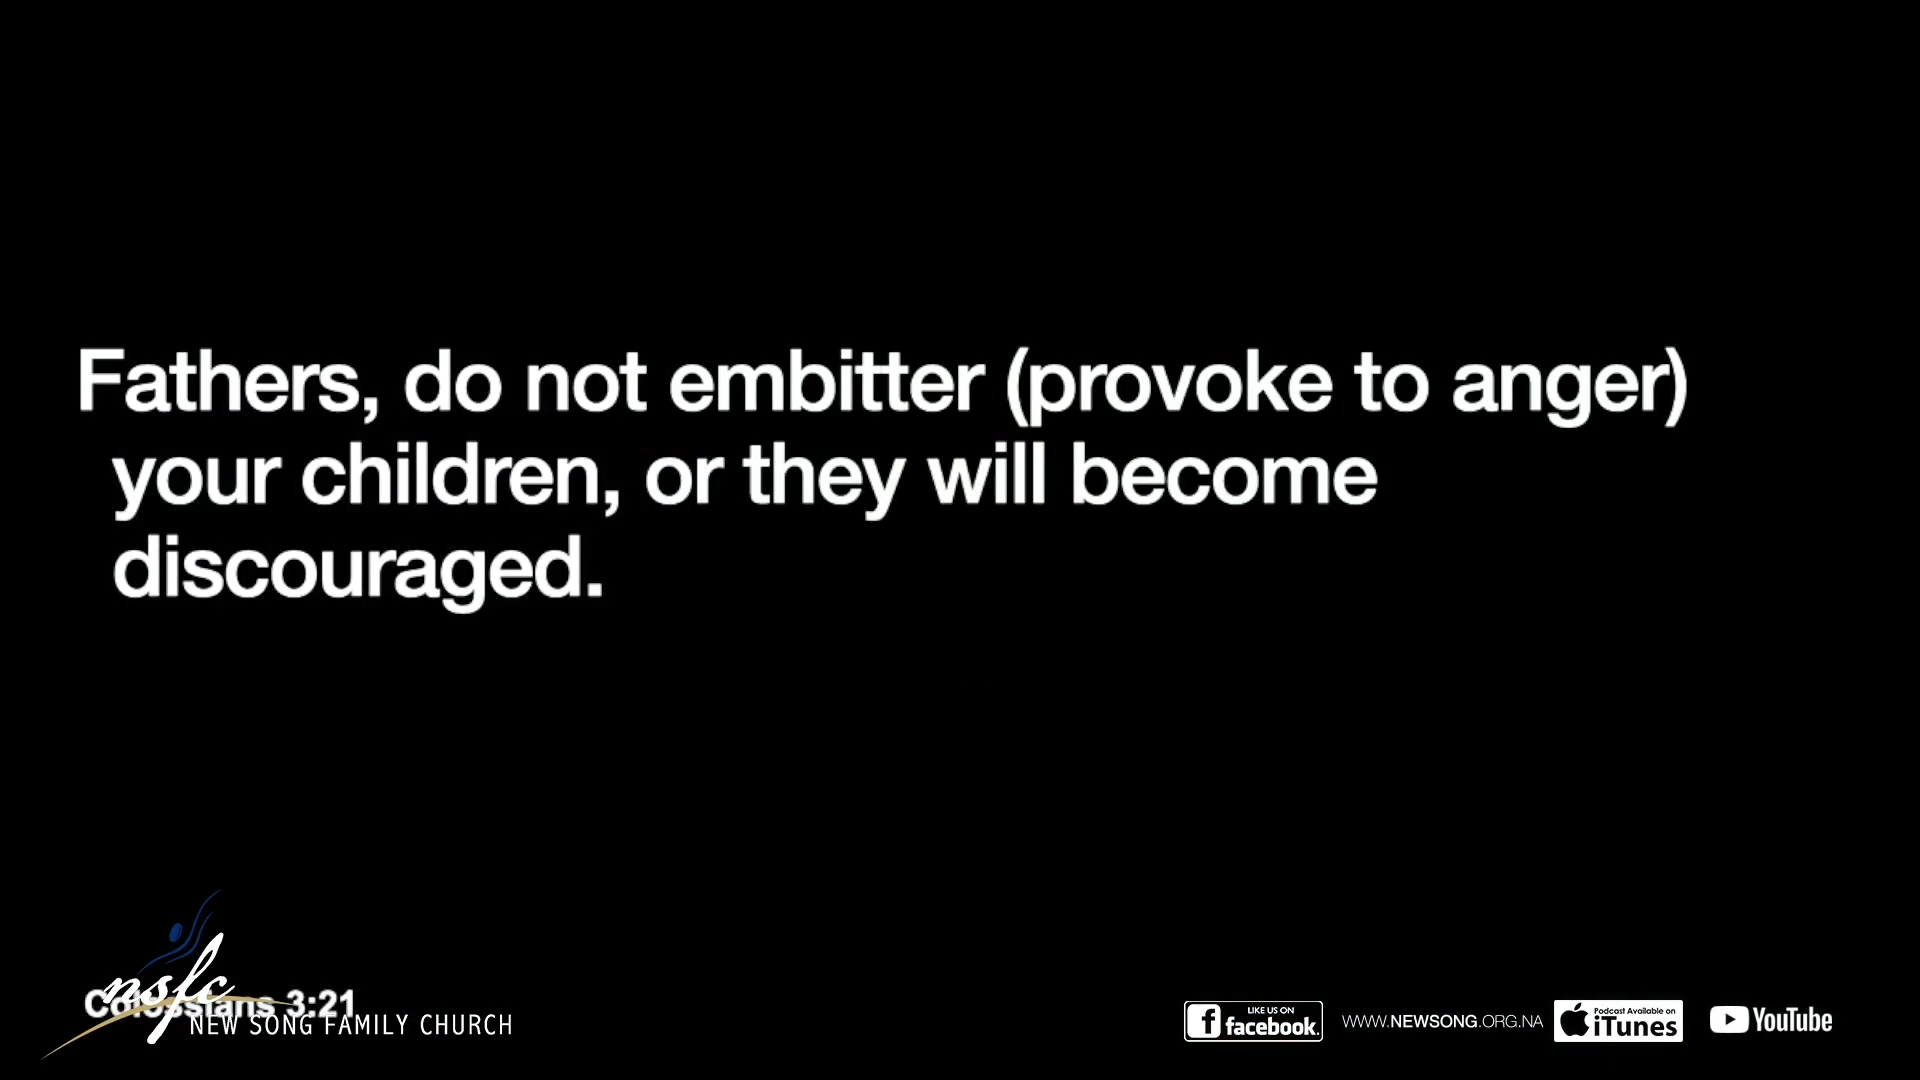 Fathers, do not embitter (provoke to anger)
your children, or they will become
discouraged.
nsfc
Colossians 3:21
NEW SONG FAMILY CHURCH
f LIKE US ON
facebook.
WWW.NEWSONG.ORG.NA
Podcast Available on
iTunes
YouTube